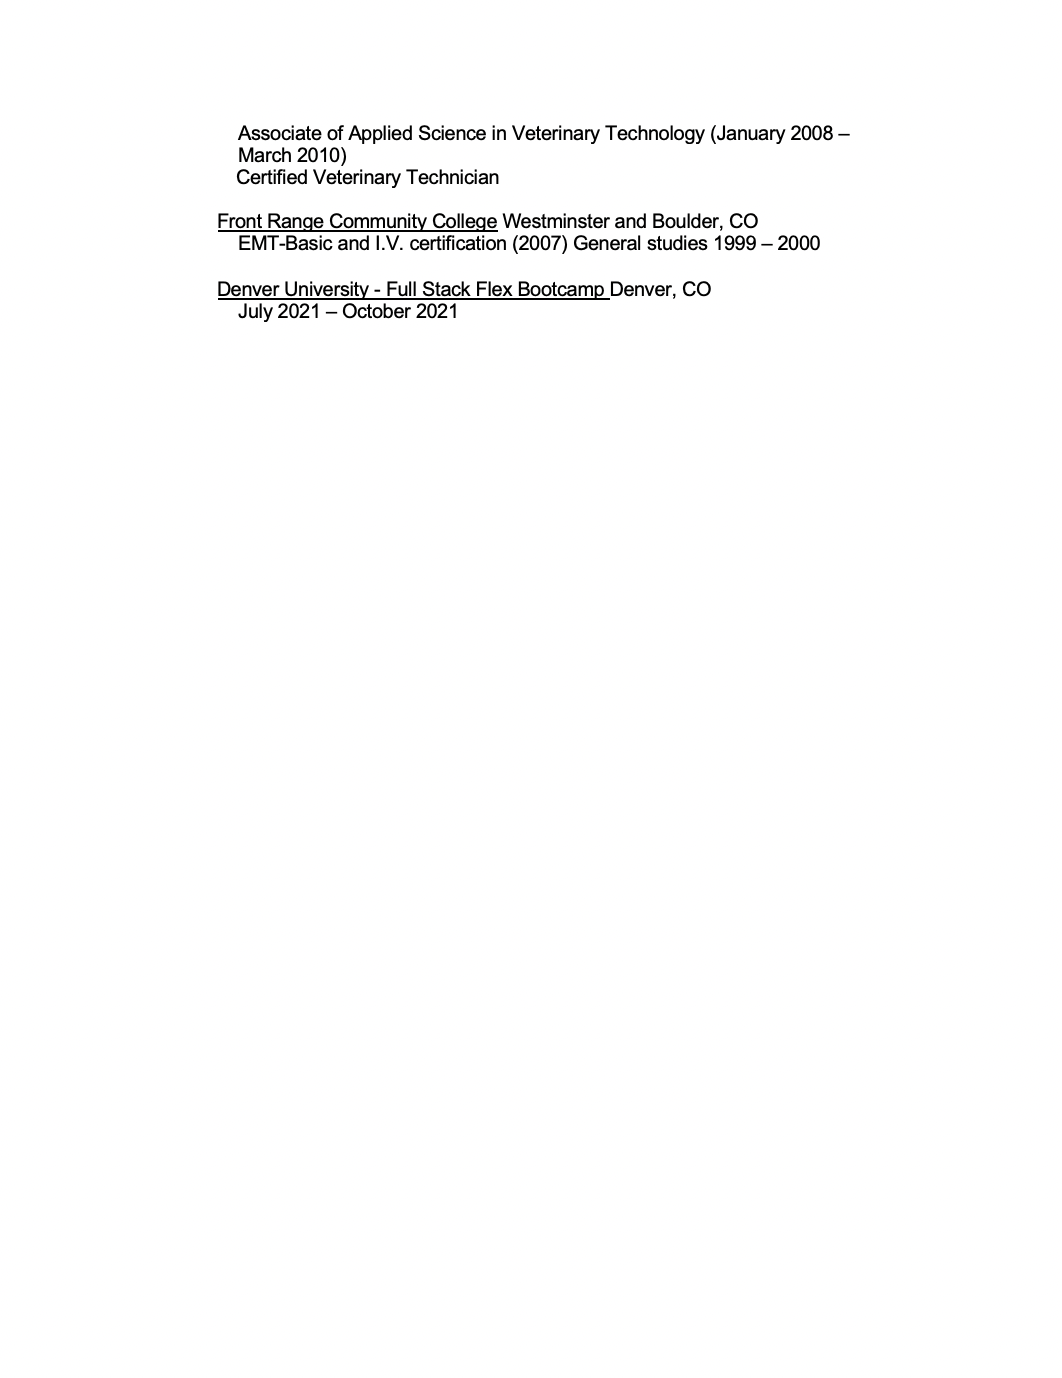 Associate of Applied Science in Veterinary Technology (January 2008 –
March 2010)
Certified Veterinary Technician
Front Range Community College Westminster and Boulder, CO
EMT-Basic and I.V. certification (2007) General studies 1999 – 2000
Denver University - Full Stack Flex Bootcamp Denver, CO
July 2021 – October 2021